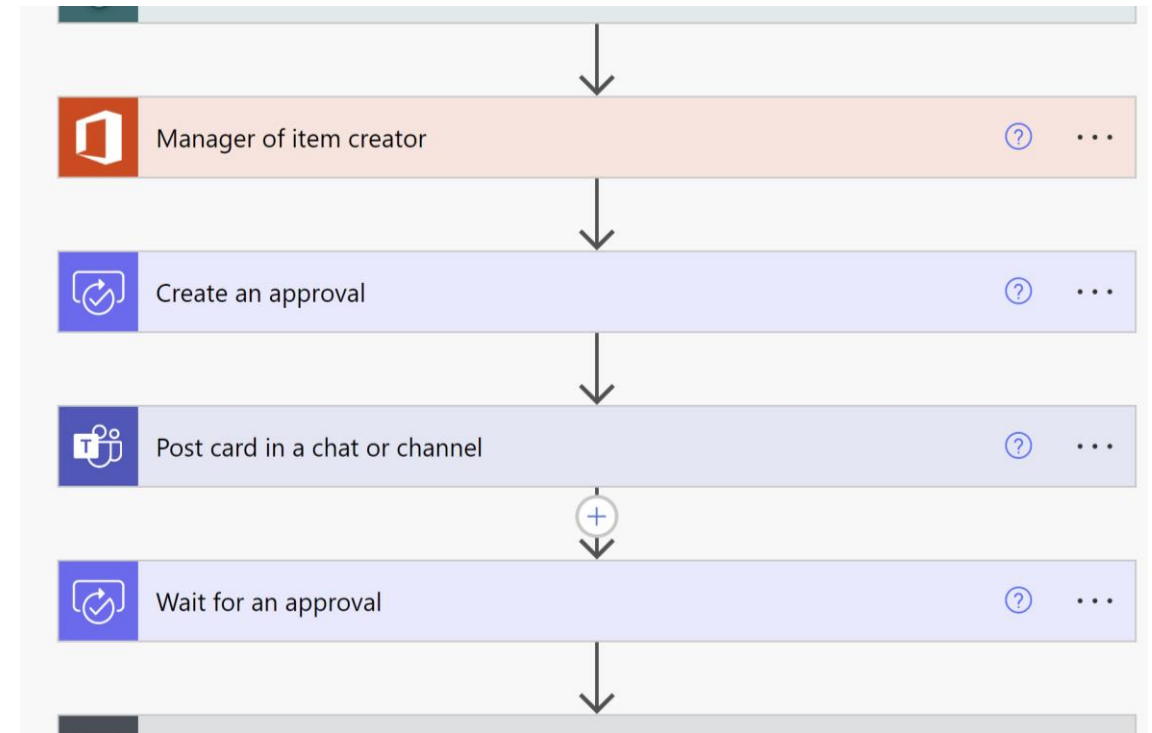 Manager of item creator
Create an approval
T
Post card in a chat or channel
Wait for an approval